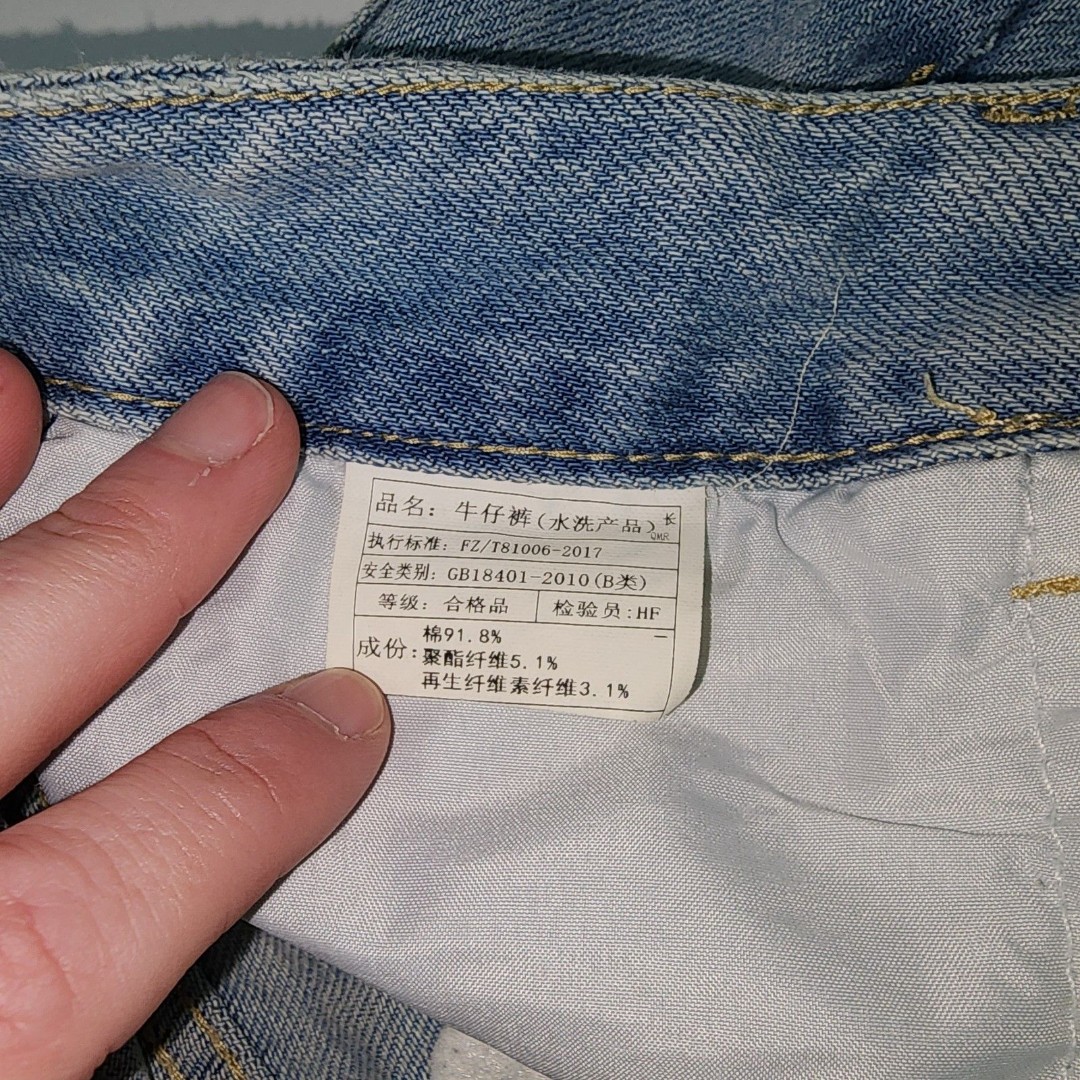 品名：牛仔裤(水洗产品) 长
QMR
执行标准：FZ/T81006-2017
安全类别：GB18401-2010(B类)
等级：合格品 检验员:HF
成份:棉91.8%
聚酯纤维5.1%
再生纤维素纤维3.1%